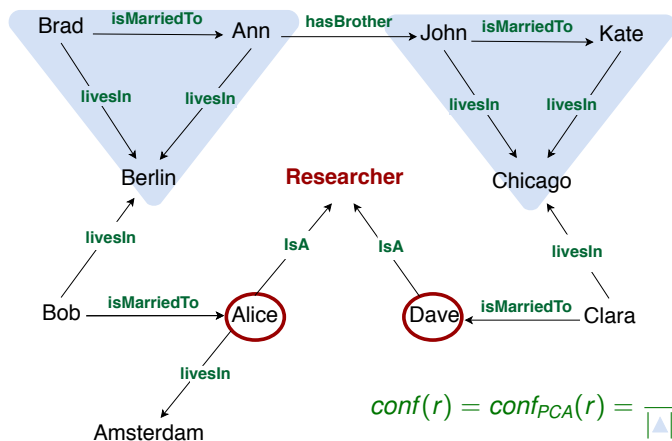 Brad isMarriedTo Ann hasBrother John isMarriedTo Kate
livesIn livesIn livesIn livesIn
Berlin Researcher Chicago
livesIn IsA IsA livesIn
Bob isMarriedTo Alice Dave isMarriedTo Clara
livesIn
conf(r) = conf_PCA(r) =
| |
Amsterdam